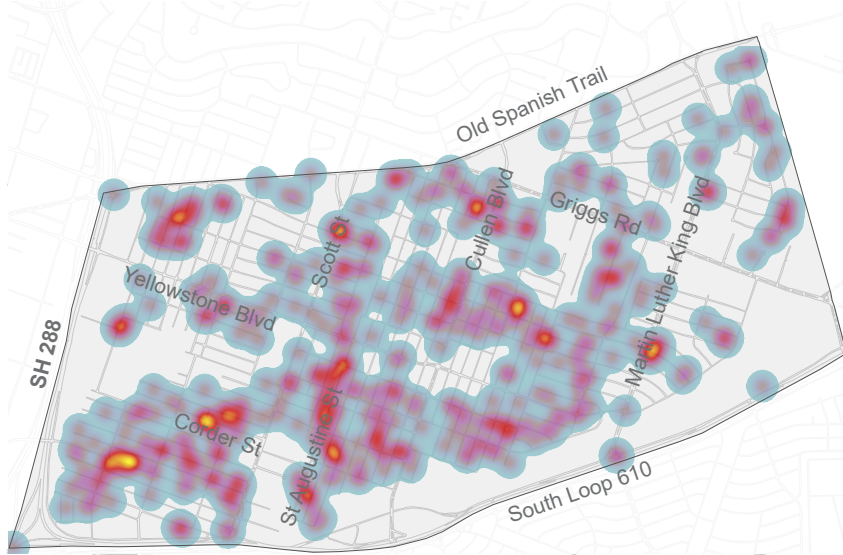 Old Spanish Trail
Griggs Rd
Cullen Blvd
Scott St
Martin Luther King Blvd
Yellowstone Blvd
SH 288
Corder St
St Augustine St
South Loop 610